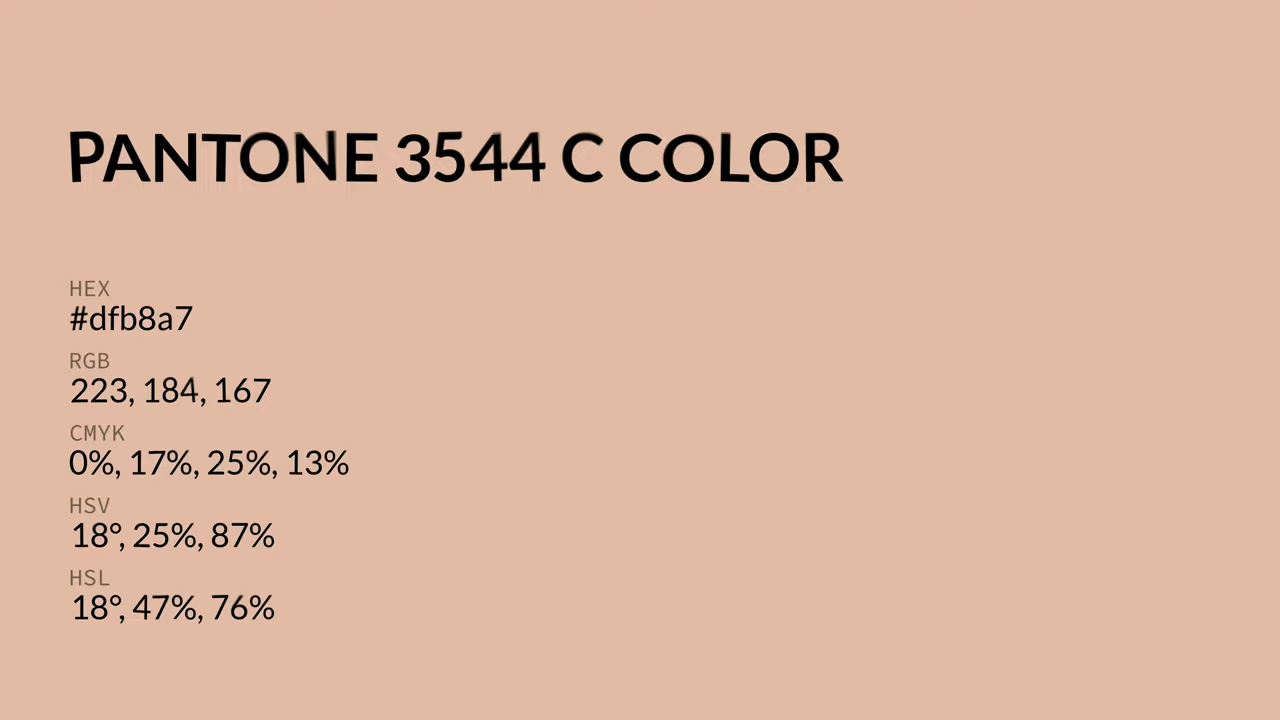 PANTONE 3544 C COLOR
HEX
#dfb8a7
RGB
223, 184, 167
CMYK
0%, 17%, 25%, 13%
HSV
18°, 25%, 87%
HSL
18°, 47%, 76%